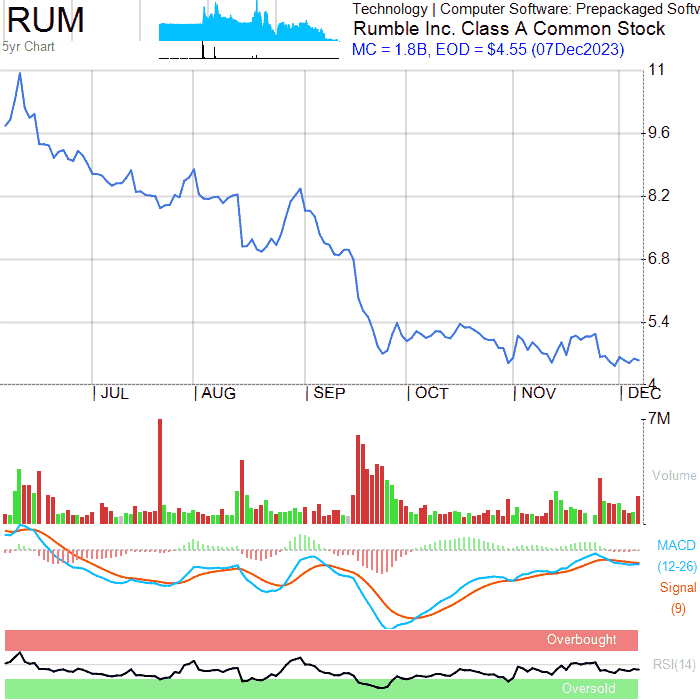 RUM
5yr Chart
Technology | Computer Software: Prepackaged Softw
Rumble Inc. Class A Common Stock
MC = 1.8B, EOD = $4.55 (07Dec2023)
11
9.6
8.2
6.8
5.4
4
JUL AUG SEP OCT NOV DEC
7M
Volume
MACD
(12-26)
Signal
(9)
Overbought
RSI(14)
Oversold